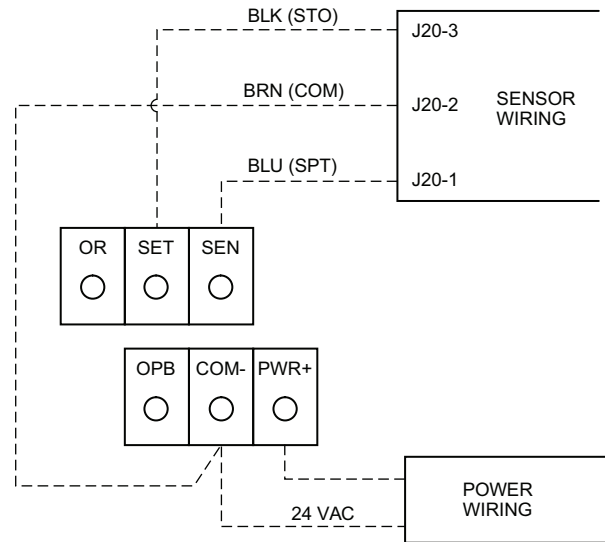 BLK (STO)
J20-3
BRN (COM)
J20-2
SENSOR
WIRING
BLU (SPT)
J20-1
OR
SET
SEN
OPB
COM-
PWR+
24 VAC
POWER
WIRING